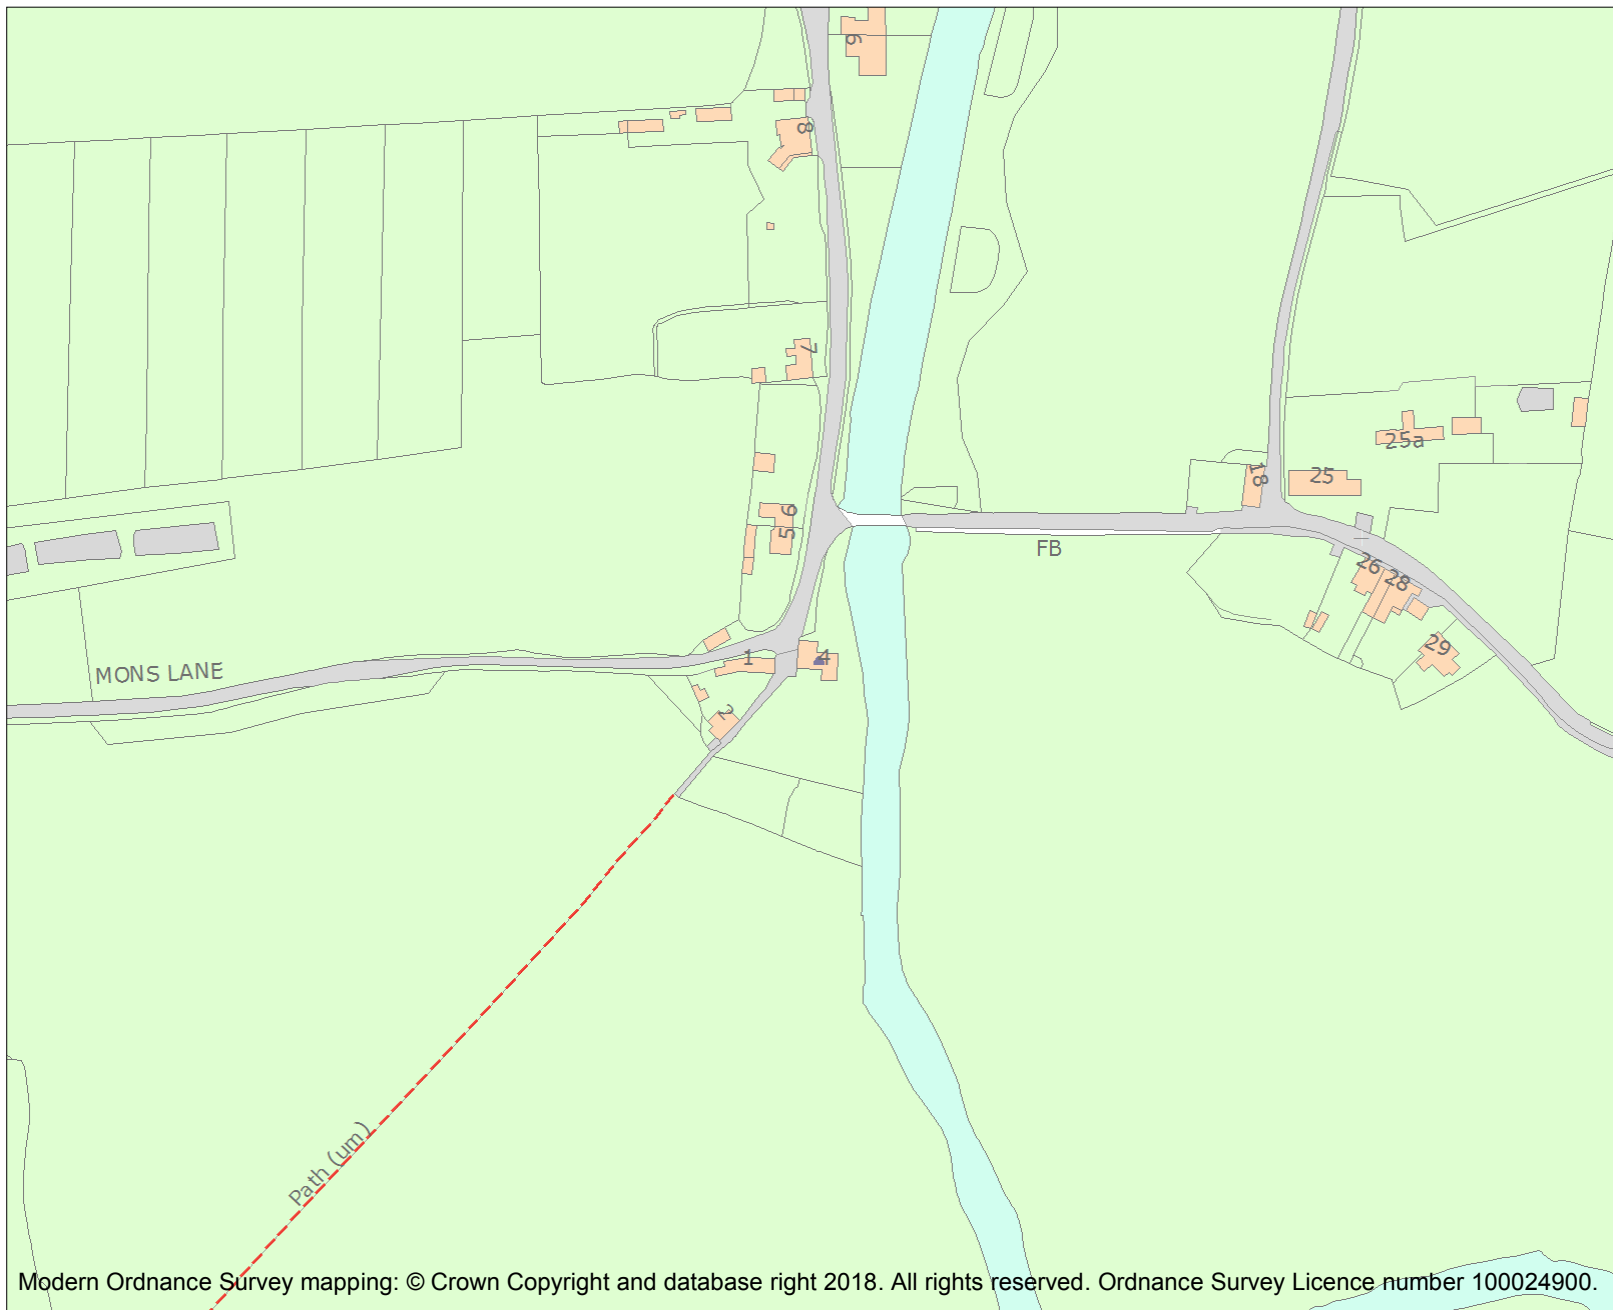 9
8
7
25a
18
25
6
5
FB
26
28
29
1
4
MONS LANE
2
Path (um)
Modern Ordnance Survey mapping: © Crown Copyright and database right 2018. All rights reserved. Ordnance Survey Licence number 100024900.